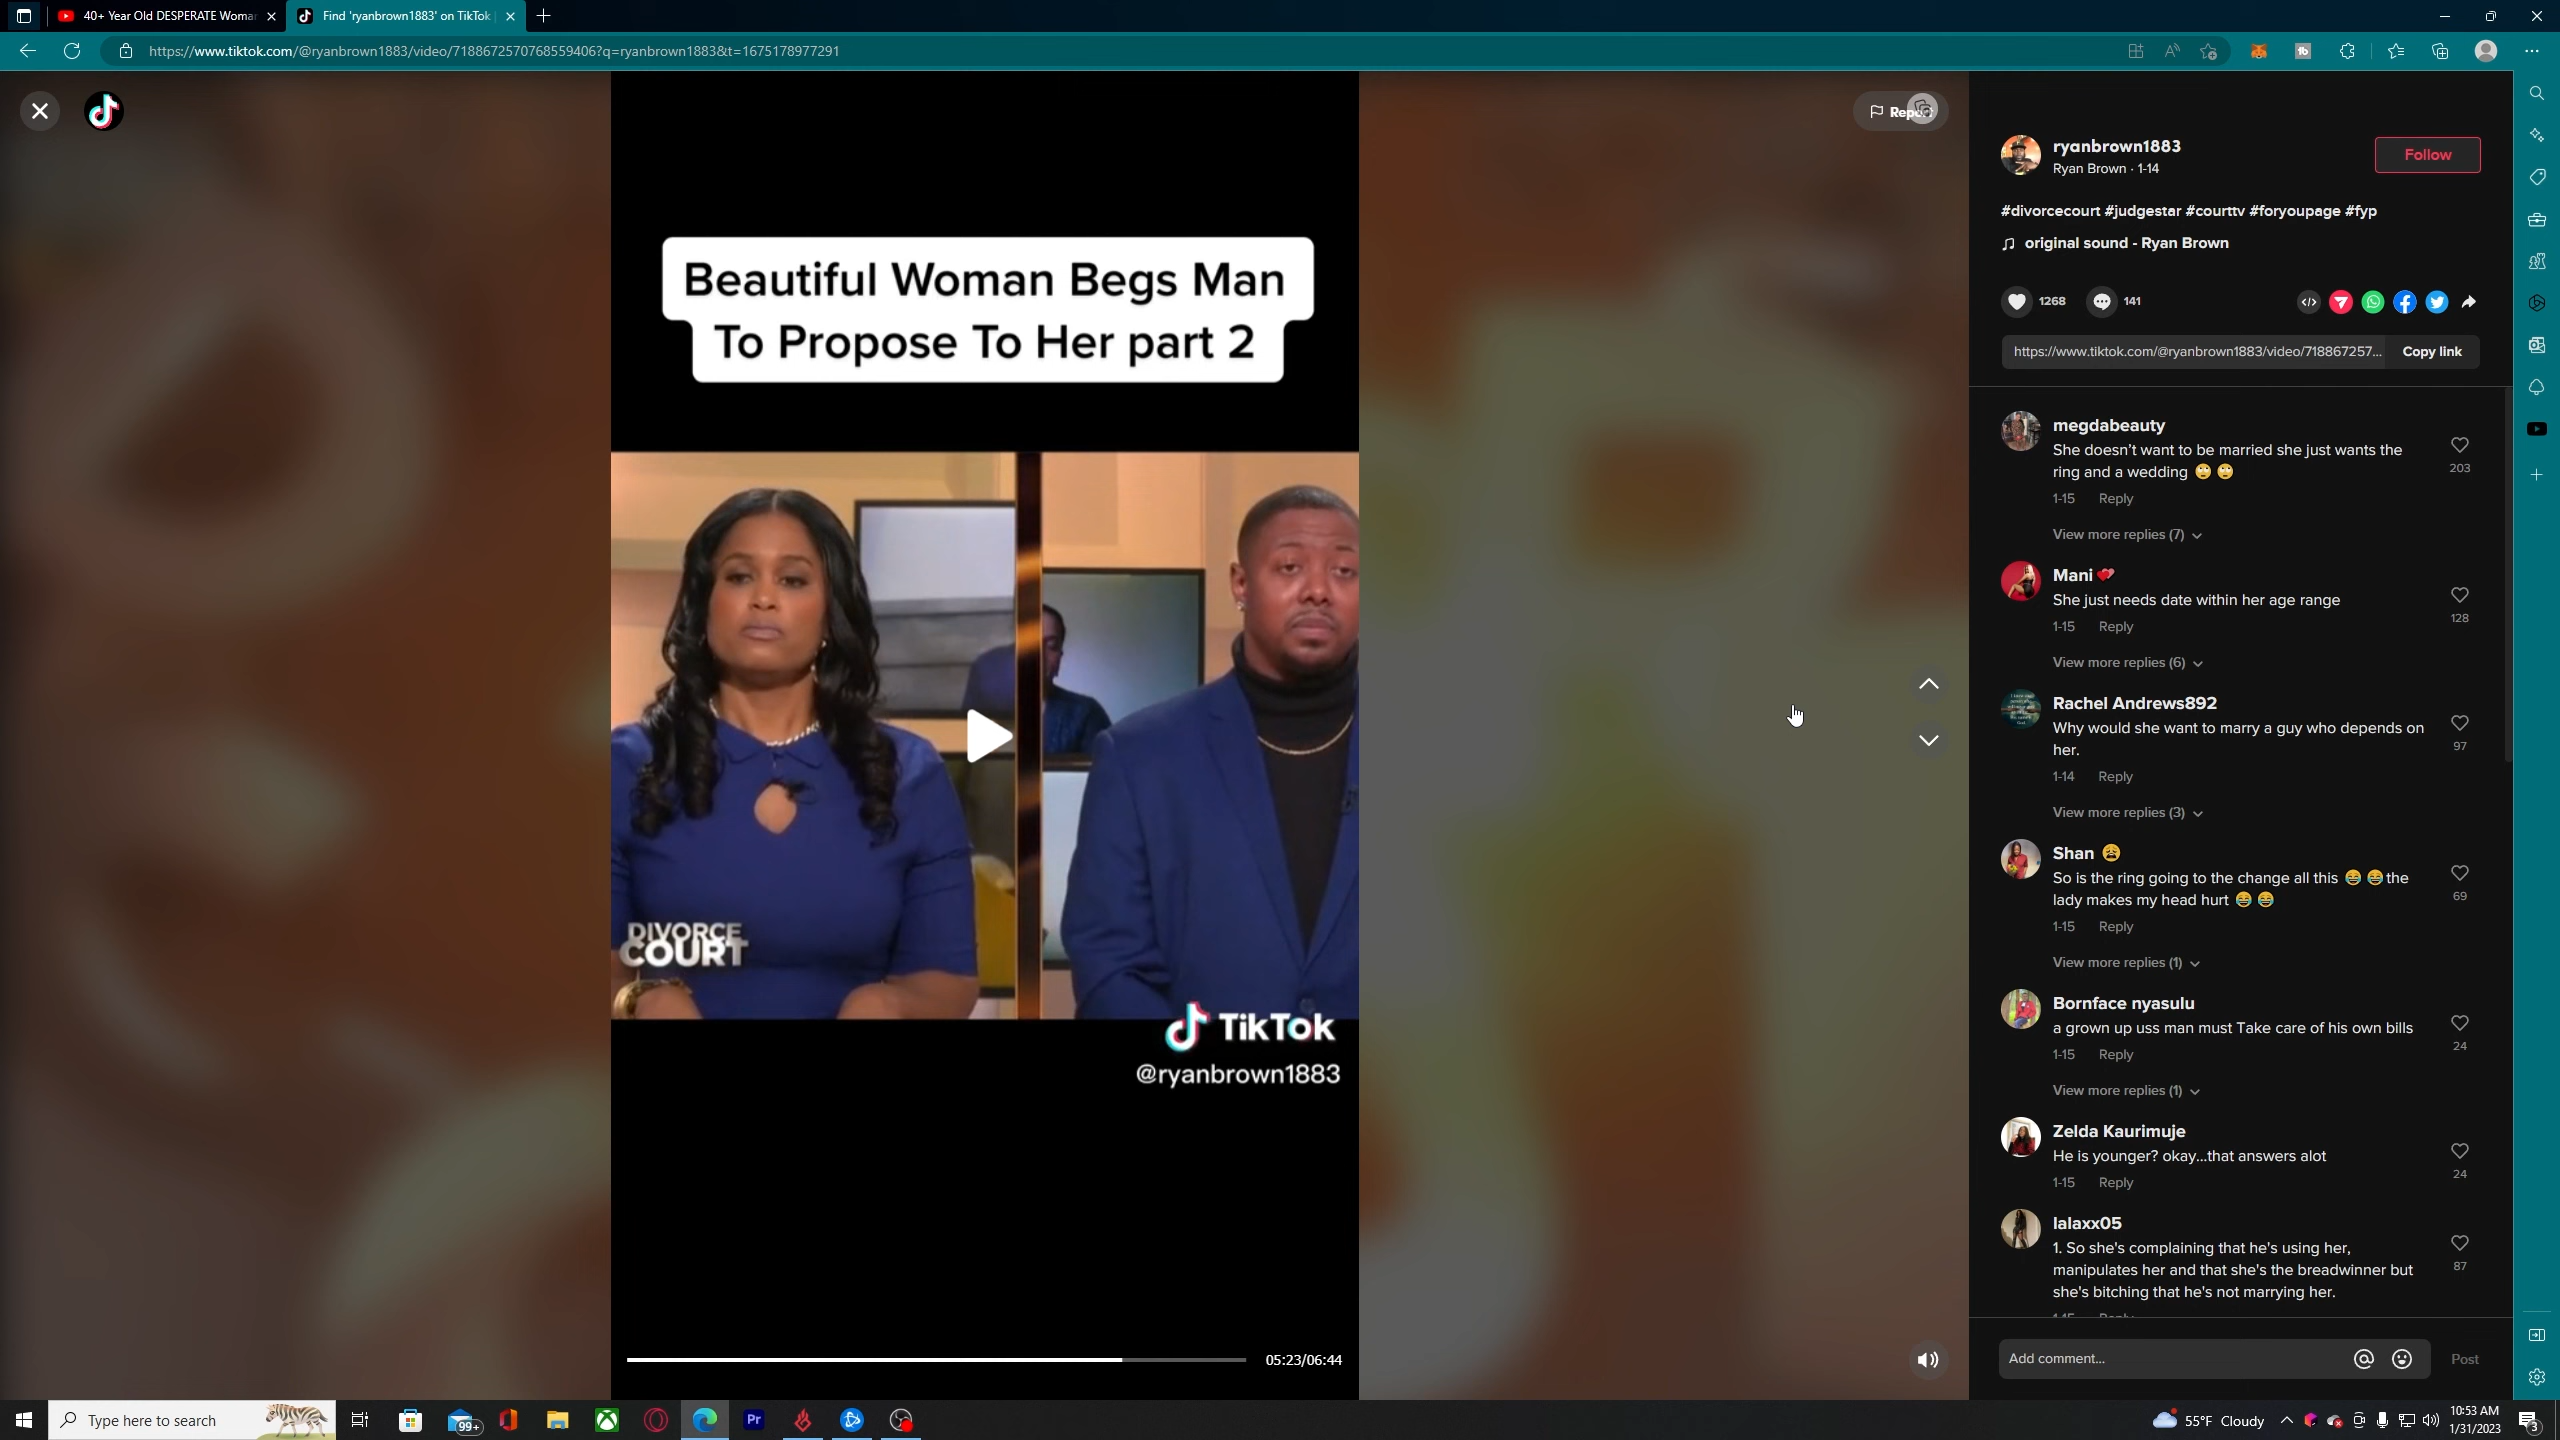 40+ Year Old DESPERATE Woman
Find 'ryanbrown1883' on TikTok
https://www.tiktok.com/@ryanbrown1883/video/7188672570768559406?q=ryanbrown1883&t=1675178977291
Report
Beautiful Woman Begs Man
To Propose To Her part 2
DIVORCE
COURT
TikTok
@ryanbrown1883
05:23/06:44
ryanbrown1883
Ryan Brown · 1-14
Follow
#divorcecourt #judgestar #courttv #foryoupage #fyp
original sound - Ryan Brown
1268
141
https://www.tiktok.com/@ryanbrown1883/video/718867257...
Copy link
megdabeauty
She doesn't want to be married she just wants the
ring and a wedding 🙄 🙄
203
1-15 Reply
View more replies (7)
Mani💕
She just needs date within her age range
128
1-15 Reply
View more replies (6)
Rachel Andrews892
Why would she want to marry a guy who depends on
her.
97
1-14 Reply
View more replies (3)
Shan 😩
So is the ring going to the change all this 😂 😂the
lady makes my head hurt 😂 😂
69
1-15 Reply
View more replies (1)
Bornface nyasulu
a grown up uss man must Take care of his own bills
24
1-15 Reply
View more replies (1)
Zelda Kaurimuje
He is younger? okay...that answers alot
24
1-15 Reply
lalaxx05
1. So she's complaining that he's using her,
manipulates her and that she's the breadwinner but
she's bitching that he's not marrying her.
87
1-15 Reply
Add comment...
Post
Type here to search
99+
Pr
55°F Cloudy
10:53 AM
1/31/2023
3